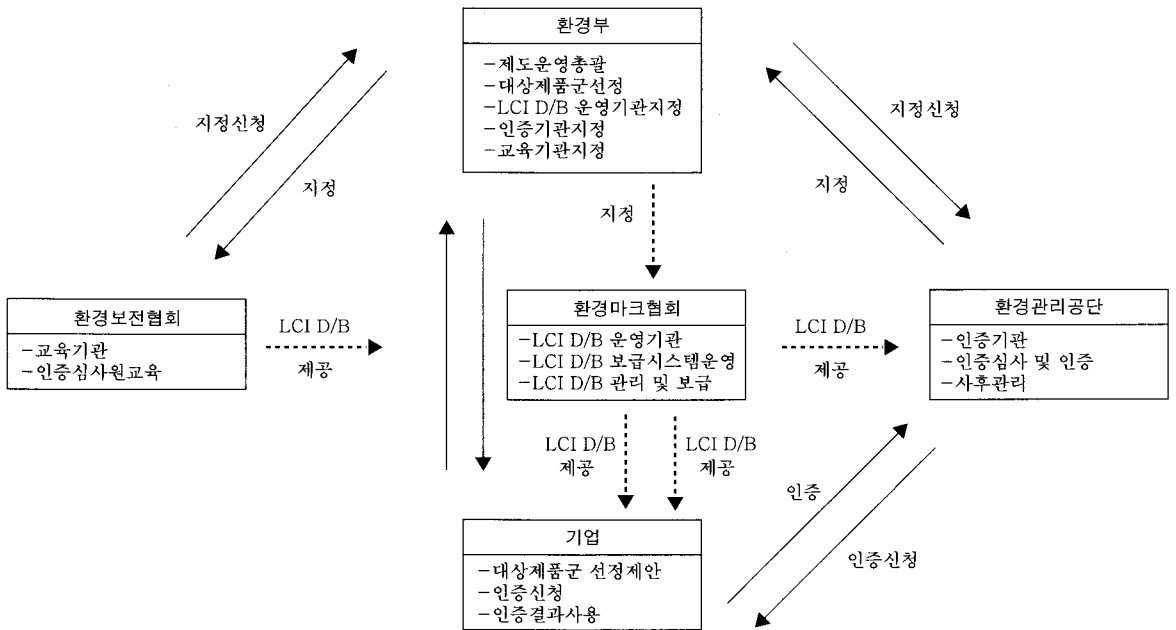 환경부
-제도운영총괄
-대상제품군선정
-LCI D/B 운영기관지정
-인증기관지정
-교육기관지정
지정신청
지정
지정신청
지정
지정
환경보전협회
-교육기관
-인증심사원교육
LCI D/B
제공
환경마크협회
-LCI D/B 운영기관
-LCI D/B 보급시스템운영
-LCI D/B 관리 및 보급
LCI D/B
제공
환경관리공단
-인증기관
-인증심사 및 인증
-사후관리
LCI D/B
제공
LCI D/B
제공
인증
인증신청
기업
-대상제품군 선정제안
-인증신청
-인증결과사용